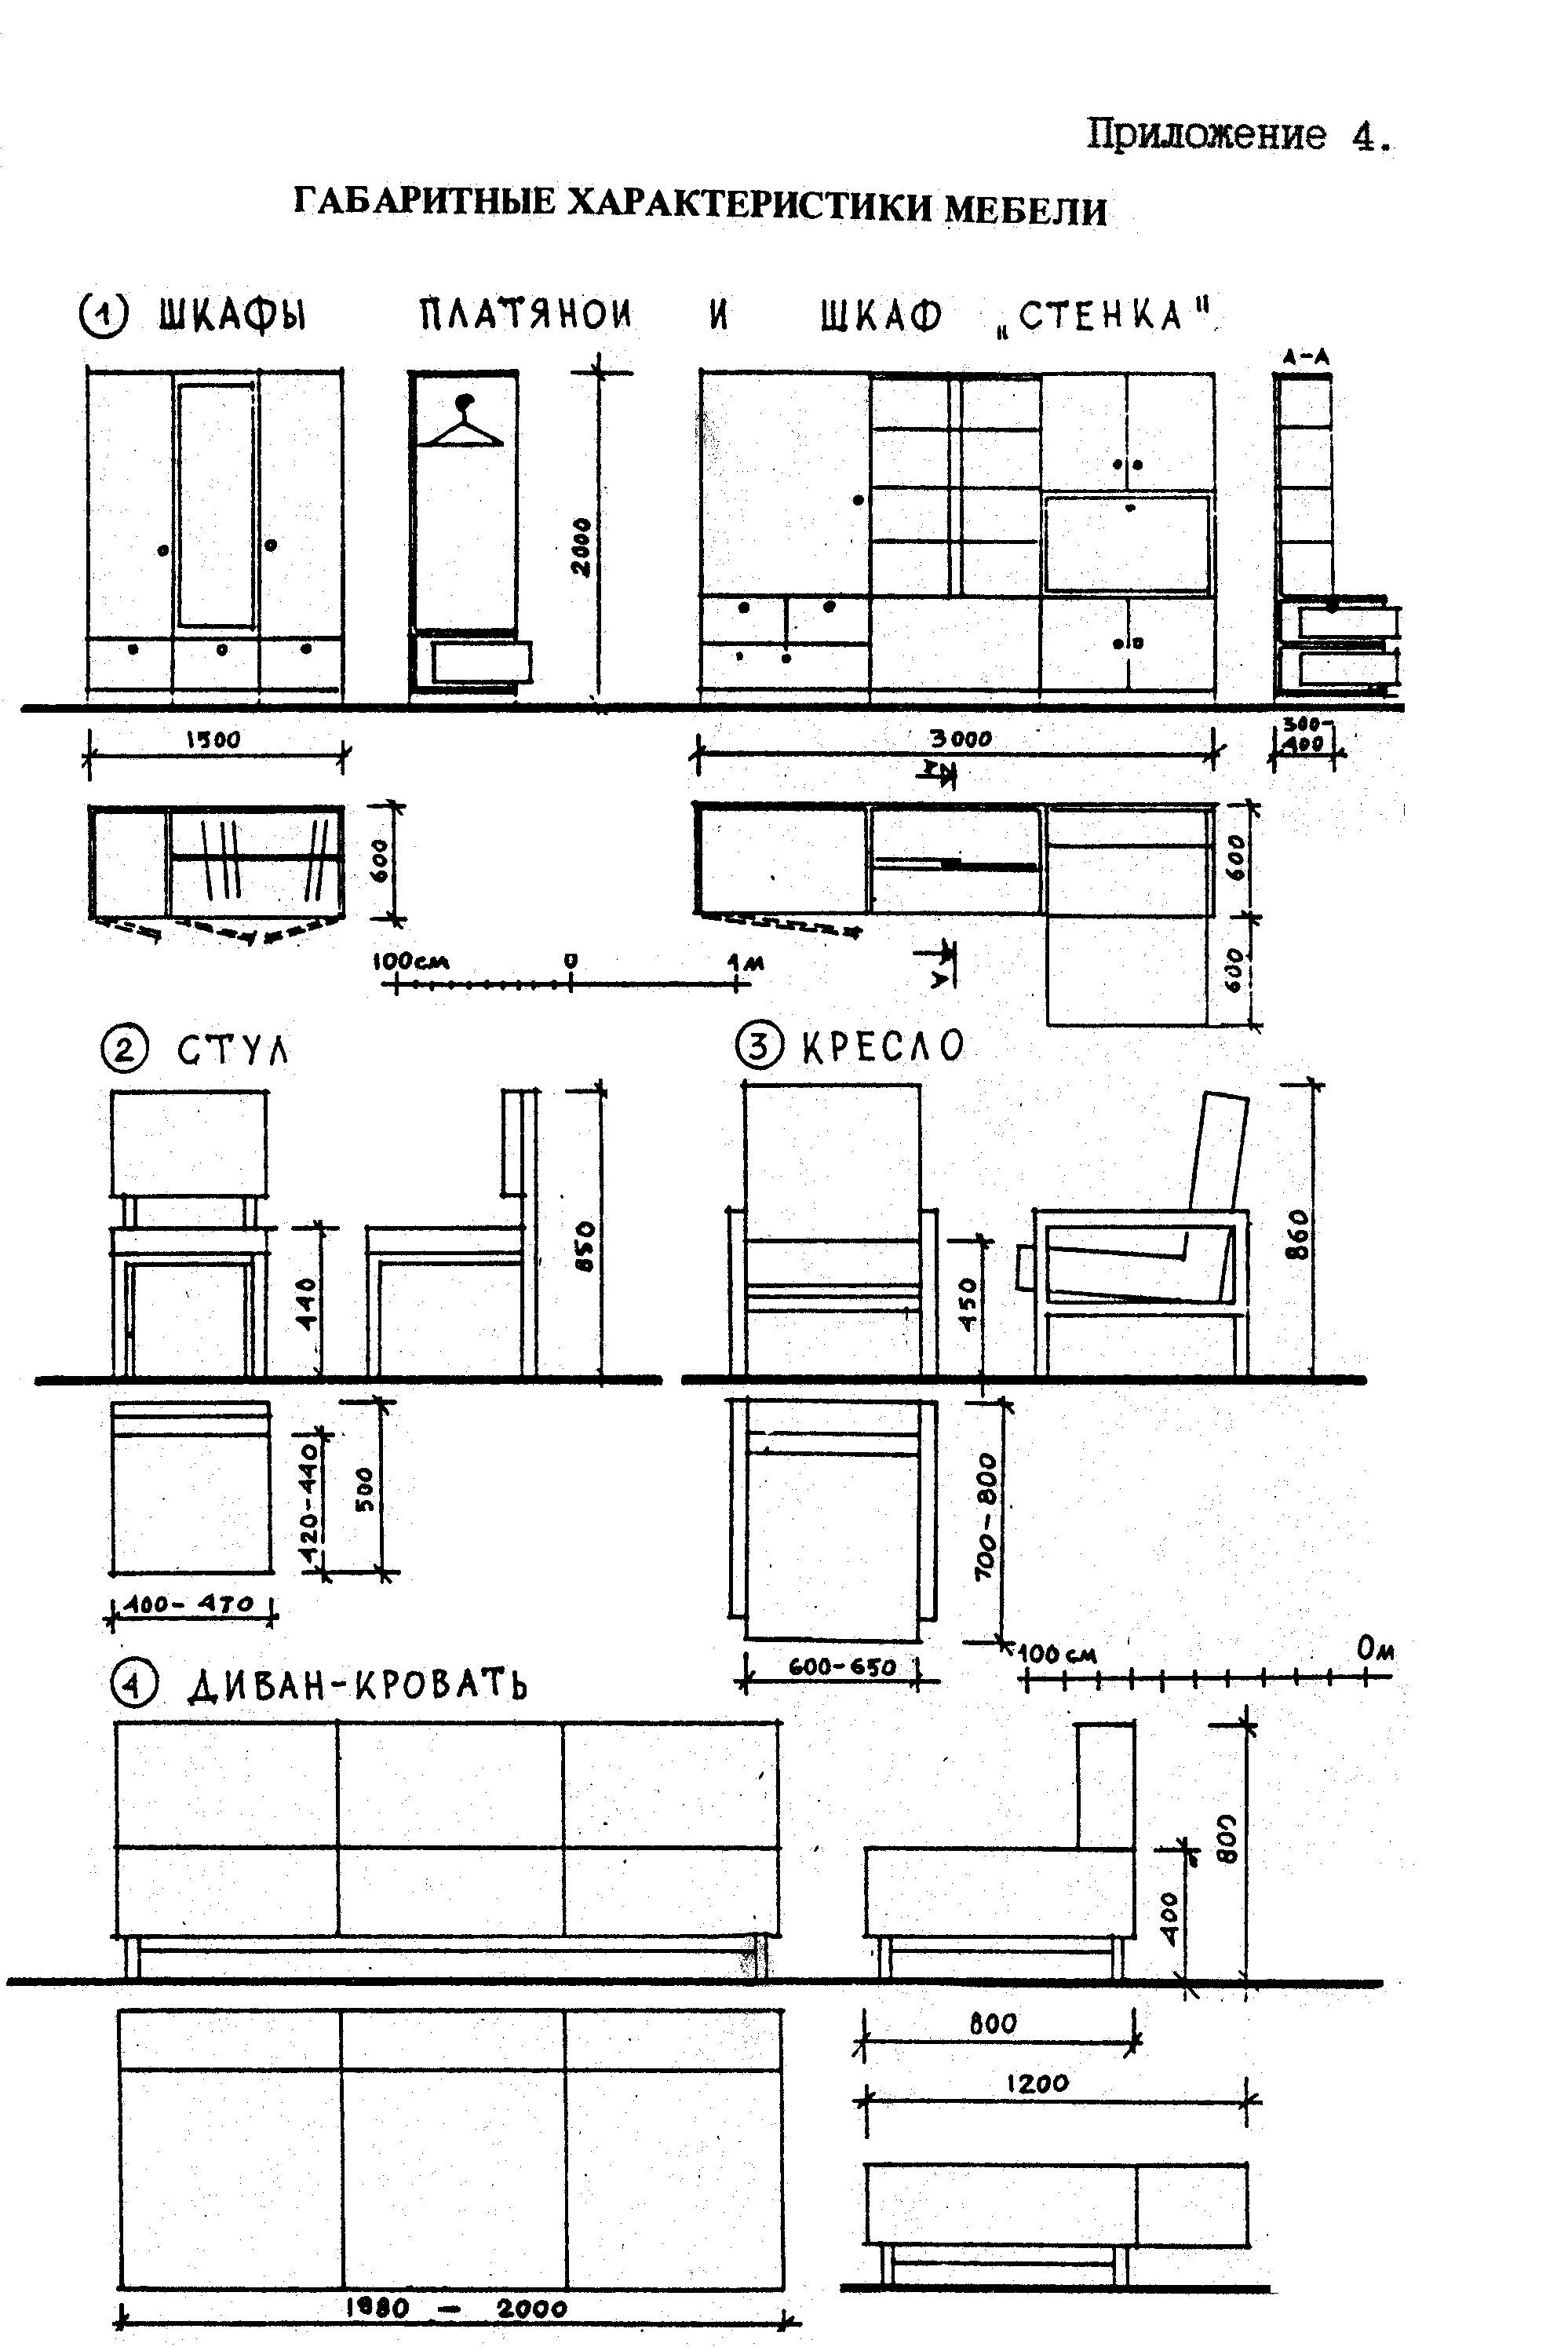 Приложение 4.
ГАБАРИТНЫЕ ХАРАКТЕРИСТИКИ МЕБЕЛИ
1 ШКАФЫ ПЛАТЯНОИ И ШКАФ „СТЕНКА"
А-А
2000
1500
3000
300-
400
А
600
600
600
100см 0 1м
А
2 СТУЛ
3 КРЕСЛО
850
440
860
450
420-440
500
700-800
400-470
600-650
100 см 0м
4 ДИВАН-КРОВАТЬ
800
400
800
1200
1980 - 2000